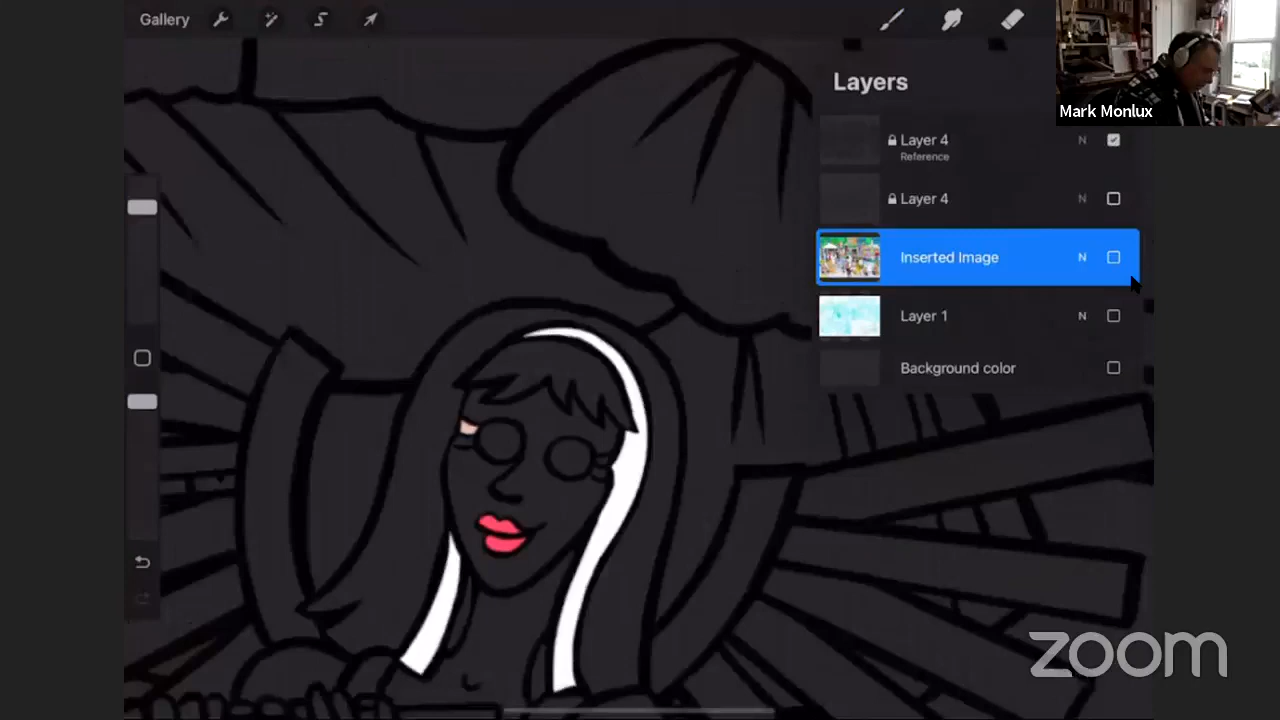 Gallery
Layers
Mark Monlux
Layer 4 N
Reference
Layer 4 N
Inserted Image N
Layer 1 N
Background color
zoom